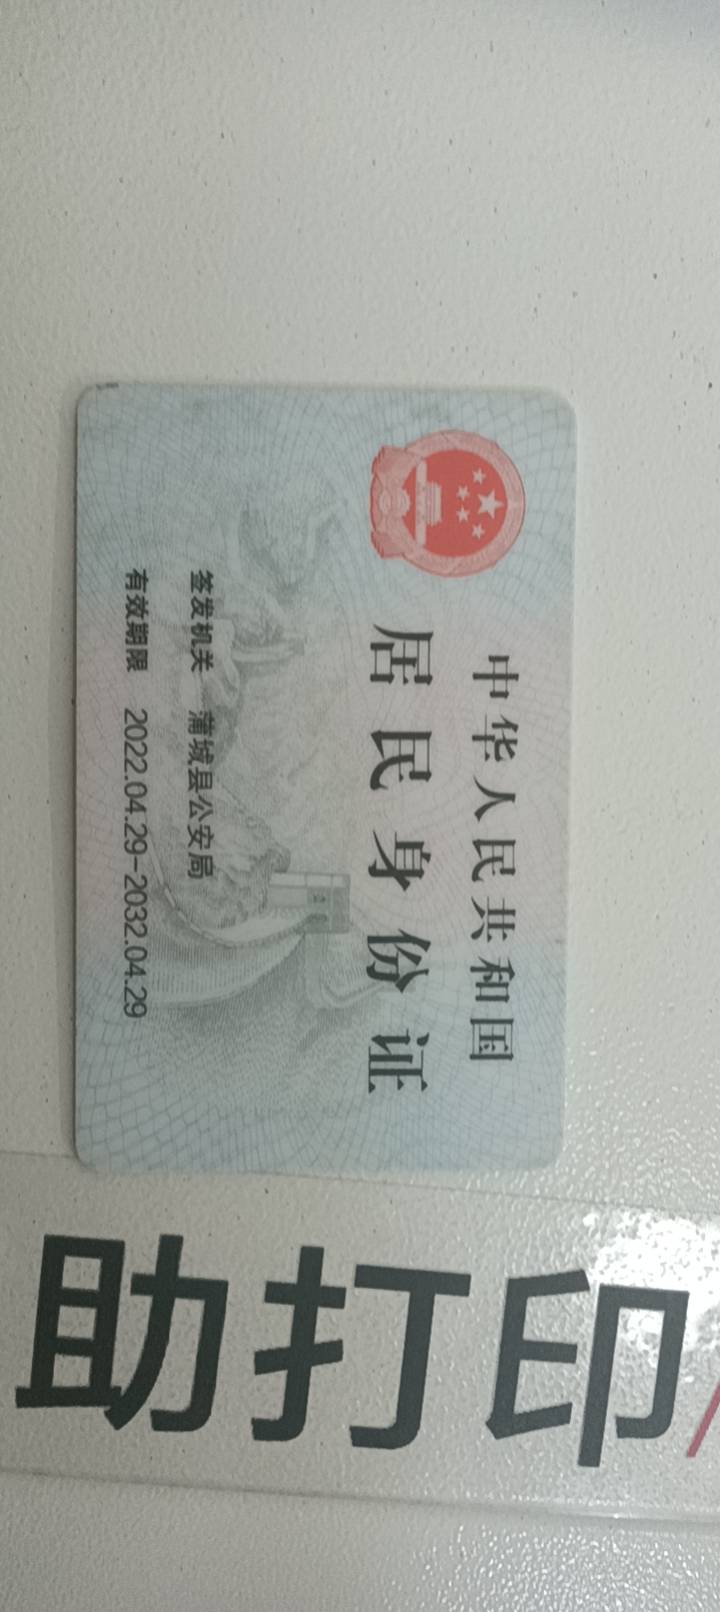 中华人民共和国
居民身份证
签发机关 蒲城县公安局
有效期限 2022.04.29-2032.04.29
助打印